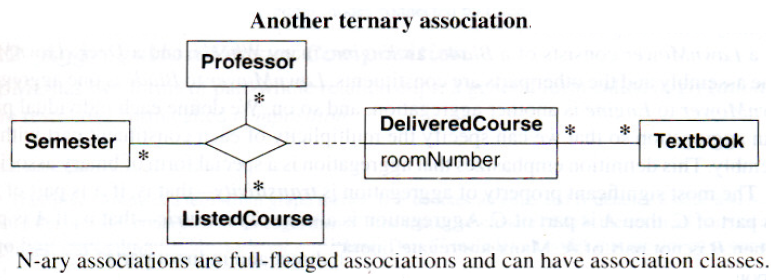 Another ternary association.
Professor
*
Semester
*
DeliverredCoorse
roomNumber
*
*
Textbook
*
ListedCourse
N-ary associations are full-fledged associations and can have association classes.